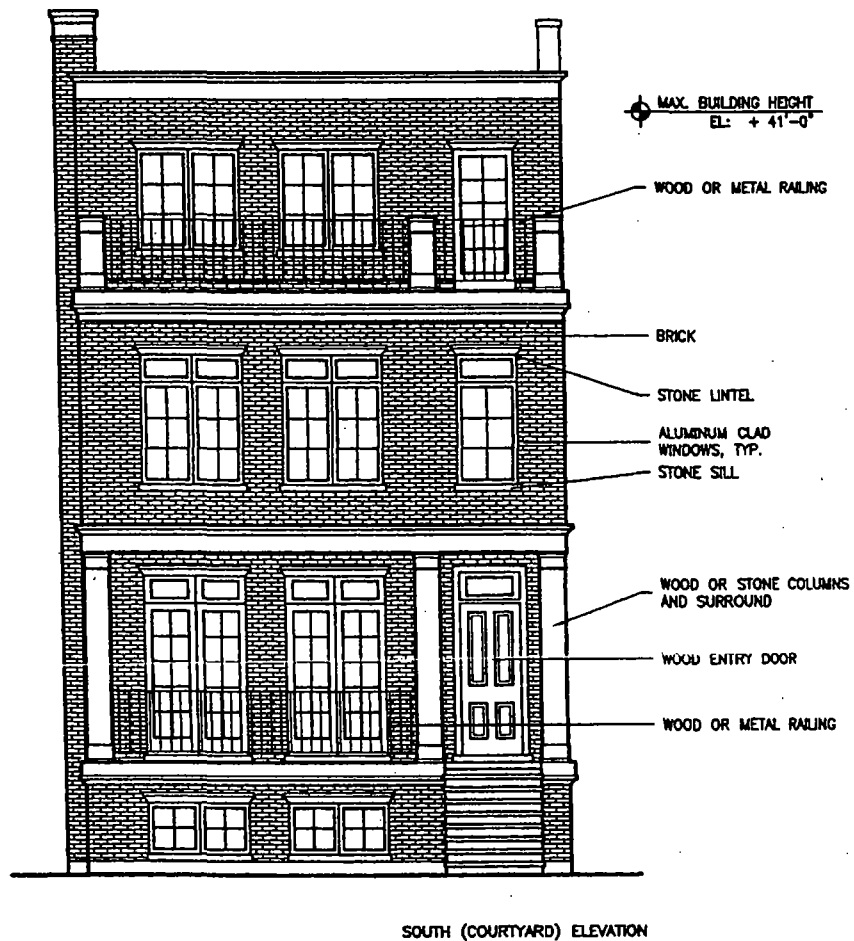 MAX. BUILDING HEIGHT
EL: + 41'-0"
WOOD OR METAL RAILING
BRICK
STONE LINTEL
ALUMINUM CLAD
WINDOWS, TYP.
STONE SILL
WOOD OR STONE COLUMNS
AND SURROUND
WOOD ENTRY DOOR
WOOD OR METAL RAILING
SOUTH (COURTYARD) ELEVATION